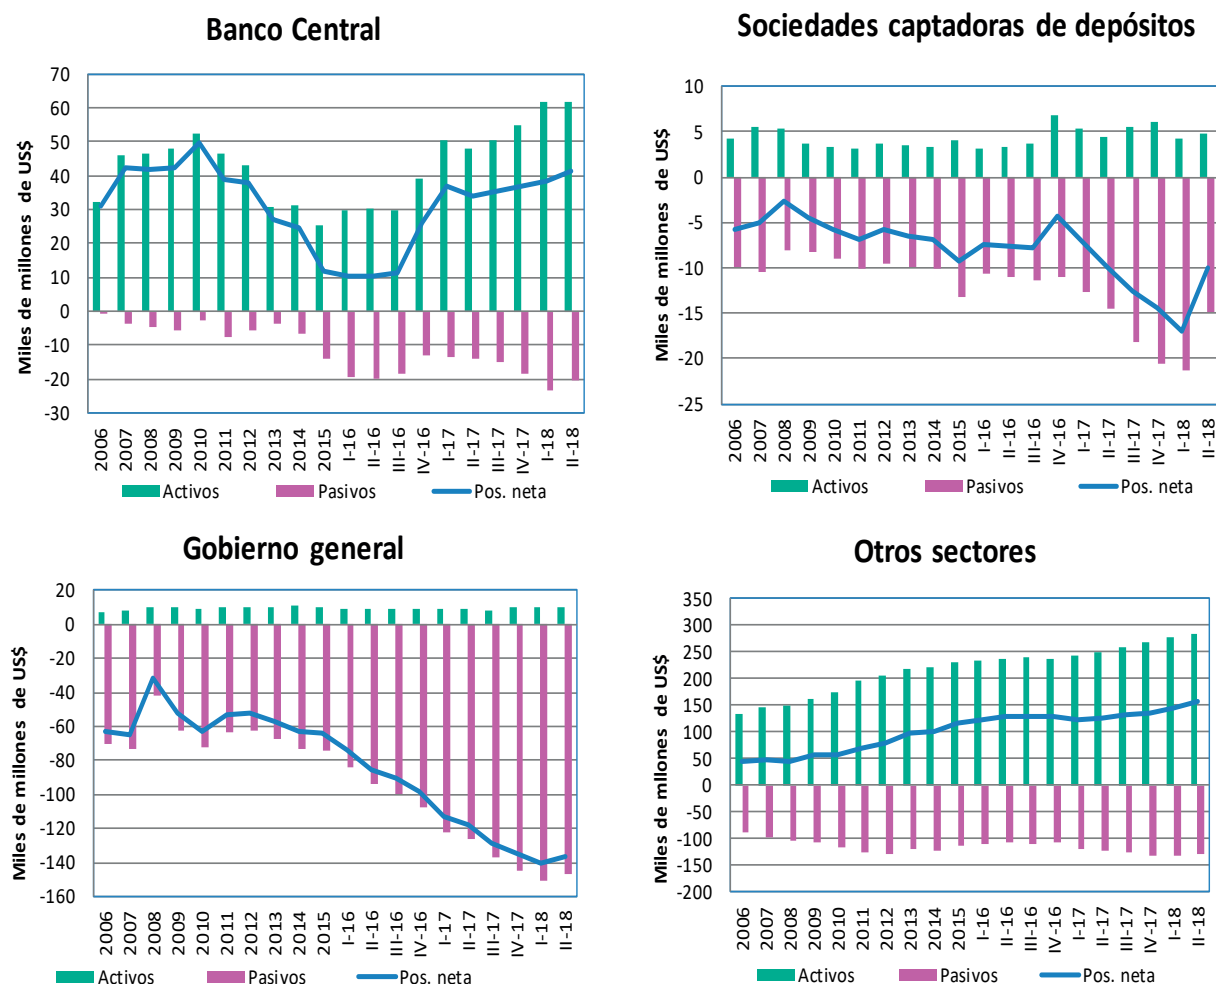 Banco Central
Miles de millones de US$
70
60
50
40
30
20
10
0
-10
-20
-30
2006
2007
2008
2009
2010
2011
2012
2013
2014
2015
I-16
II-16
III-16
IV-16
I-17
II-17
III-17
IV-17
I-18
II-18
Activos
Pasivos
Pos. neta
Sociedades captadoras de depósitos
Miles de millones de US$
10
5
0
-5
-10
-15
-20
-25
2006
2007
2008
2009
2010
2011
2012
2013
2014
2015
I-16
II-16
III-16
IV-16
I-17
II-17
III-17
IV-17
I-18
II-18
Activos
Pasivos
Pos. neta
Gobierno general
Miles de millones de US$
20
0
-20
-40
-60
-80
-100
-120
-140
-160
2006
2007
2008
2009
2010
2011
2012
2013
2014
2015
I-16
II-16
III-16
IV-16
I-17
II-17
III-17
IV-17
I-18
II-18
Activos
Pasivos
Pos. neta
Otros sectores
Miles de millones de US$
350
300
250
200
150
100
50
0
-50
-100
-150
-200
2006
2007
2008
2009
2010
2011
2012
2013
2014
2015
I-16
II-16
III-16
IV-16
I-17
II-17
III-17
IV-17
I-18
II-18
Activos
Pasivos
Pos. neta